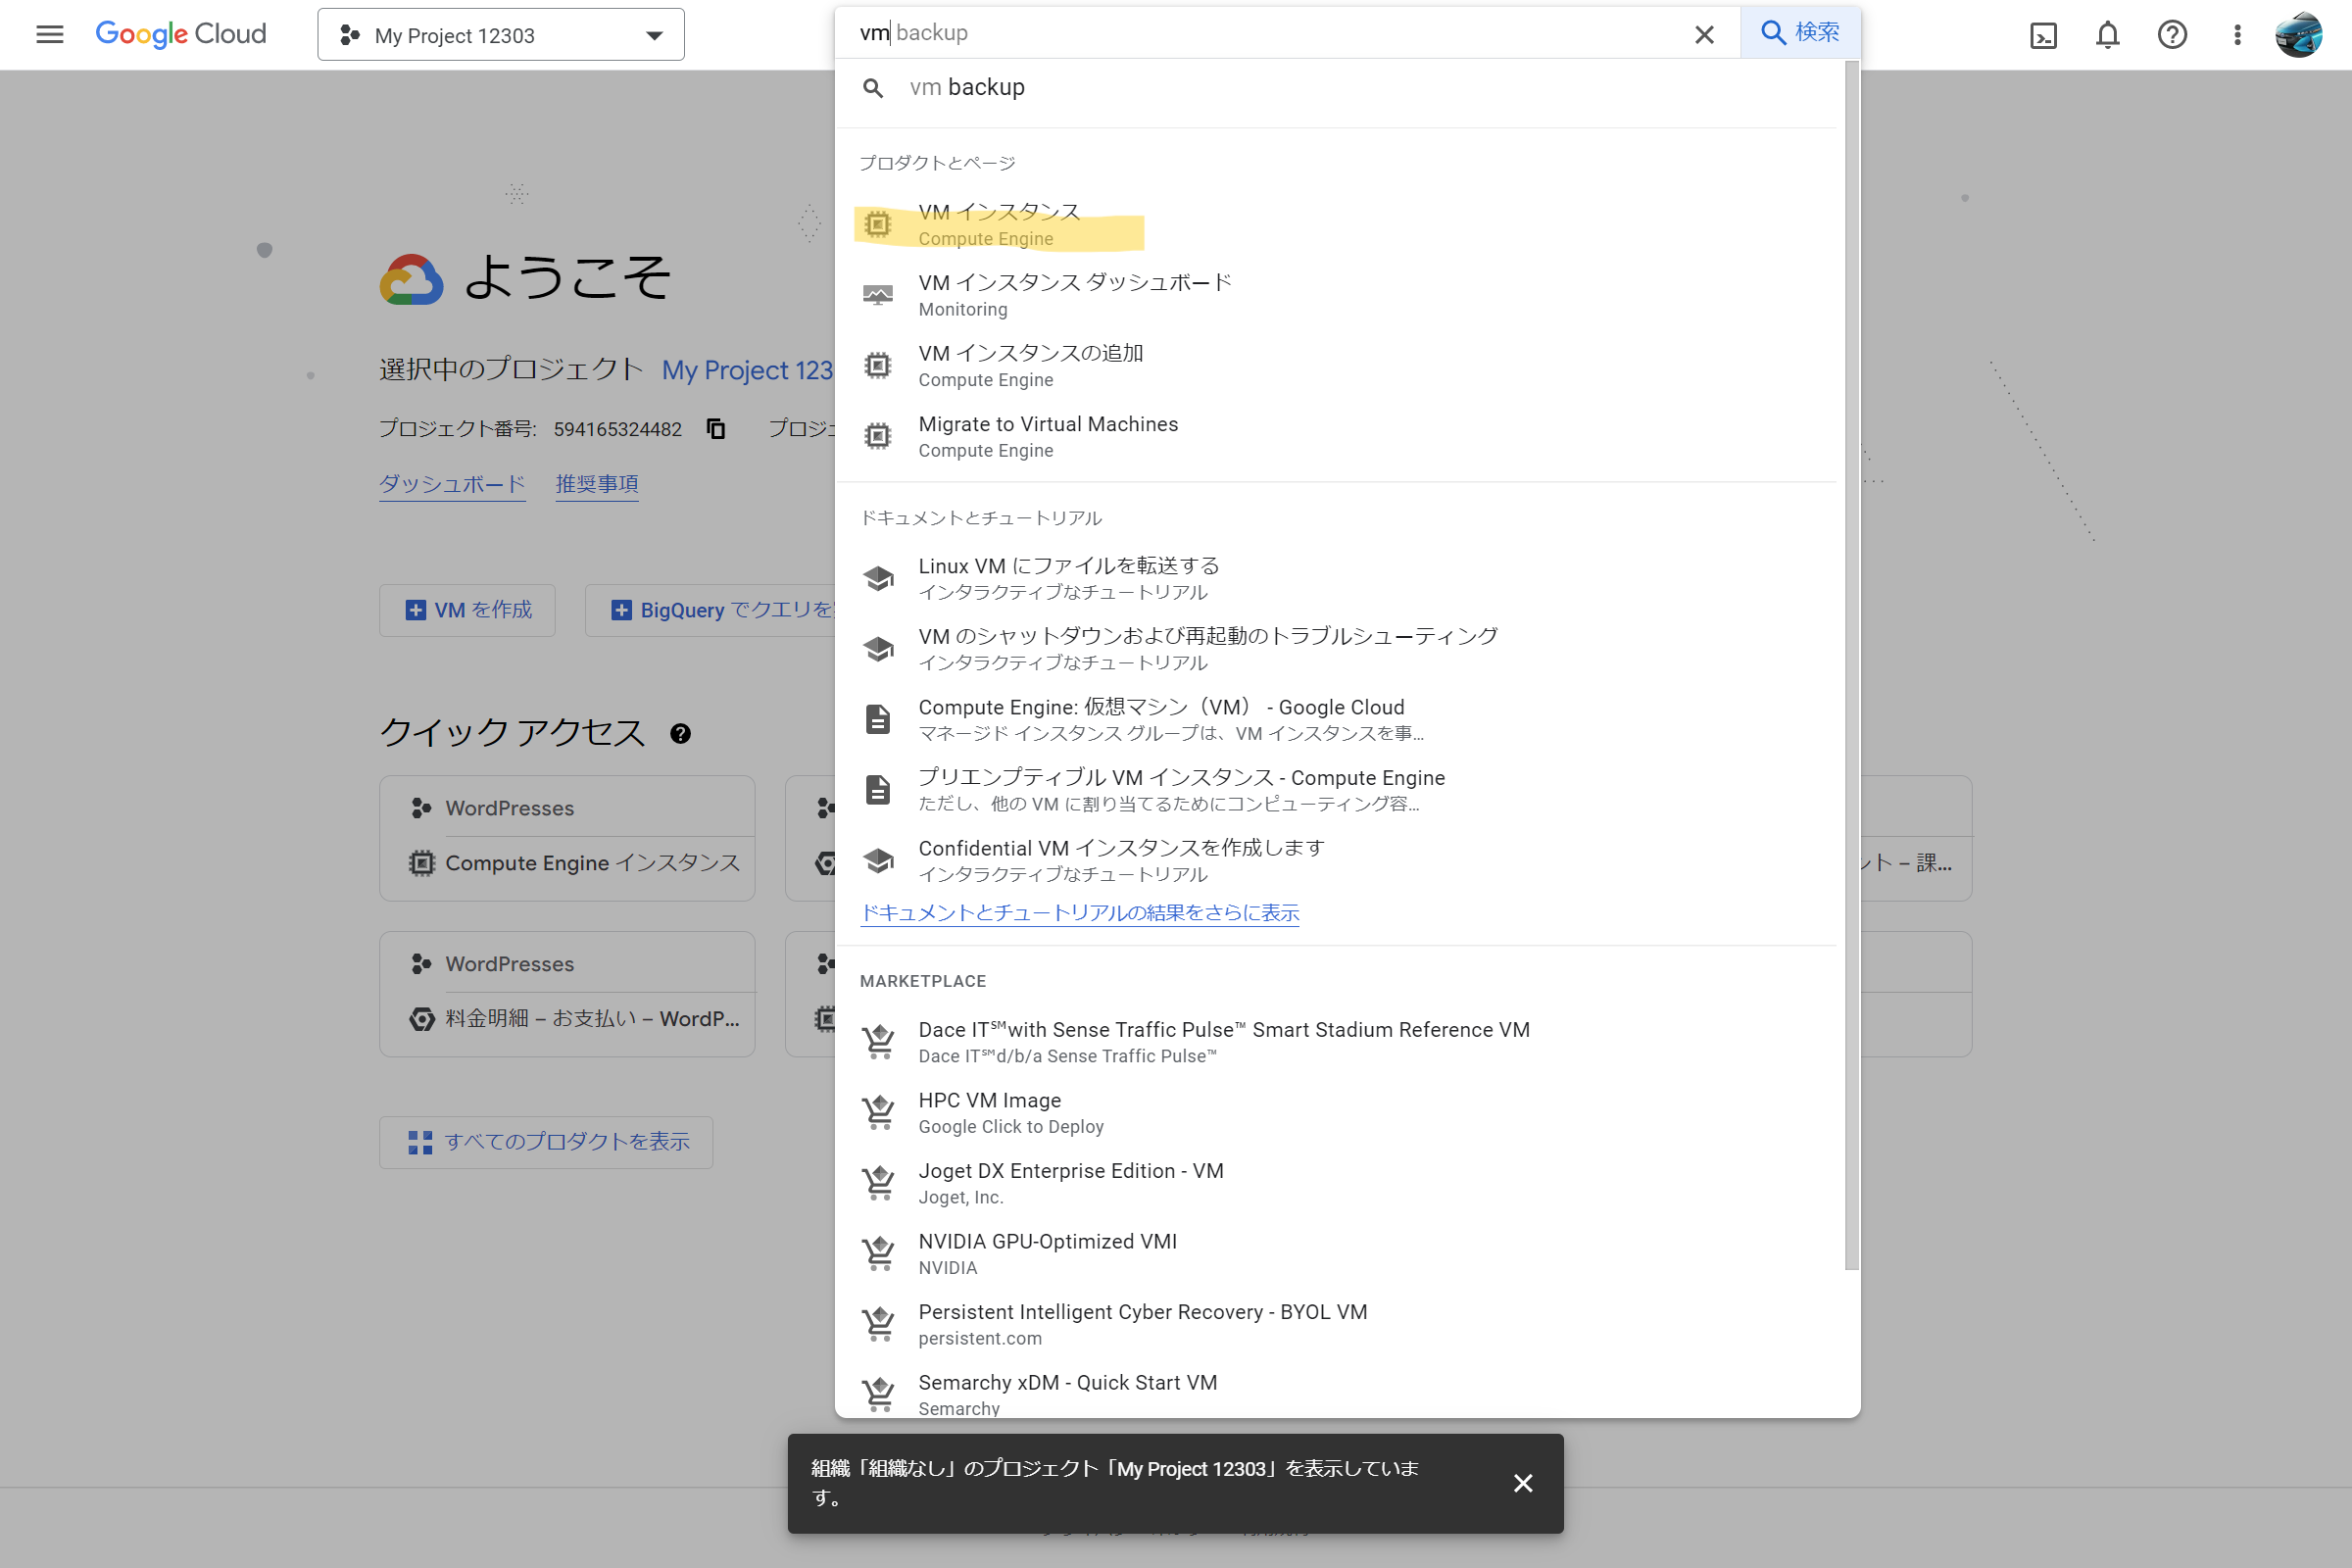 Google Cloud
My Project 12303
vm backup
検索
vm backup
プロダクトとページ
VM インスタンス
Compute Engine
VM インスタンス ダッシュボード
Monitoring
VM インスタンスの追加
Compute Engine
Migrate to Virtual Machines
Compute Engine
ドキュメントとチュートリアル
Linux VM にファイルを転送する
インタラクティブなチュートリアル
VM のシャットダウンおよび再起動のトラブルシューティング
インタラクティブなチュートリアル
Compute Engine: 仮想マシン（VM） - Google Cloud
マネージド インスタンス グループは、VM インスタンスを事...
プリエンプティブル VM インスタンス - Compute Engine
ただし、他の VM に割り当てるためにコンピューティング容...
Confidential VM インスタンスを作成します
インタラクティブなチュートリアル
ドキュメントとチュートリアルの結果をさらに表示
MARKETPLACE
Dace IT℠with Sense Traffic Pulse™ Smart Stadium Reference VM
Dace IT℠d/b/a Sense Traffic Pulse™
HPC VM Image
Google Click to Deploy
Joget DX Enterprise Edition - VM
Joget, Inc.
NVIDIA GPU-Optimized VMI
NVIDIA
Persistent Intelligent Cyber Recovery - BYOL VM
persistent.com
Semarchy xDM - Quick Start VM
Semarchy
ようこそ
選択中のプロジェクト My Project 123
プロジェクト番号: 594165324482 プロジェ
ダッシュボード 推奨事項
VM を作成
BigQuery でクエリを
クイック アクセス
WordPresses
Compute Engine インスタンス
ント – 課...
WordPresses
料金明細 – お支払い – WordP...
すべてのプロダクトを表示
組織「組織なし」のプロジェクト「My Project 12303」を表示していま
す。